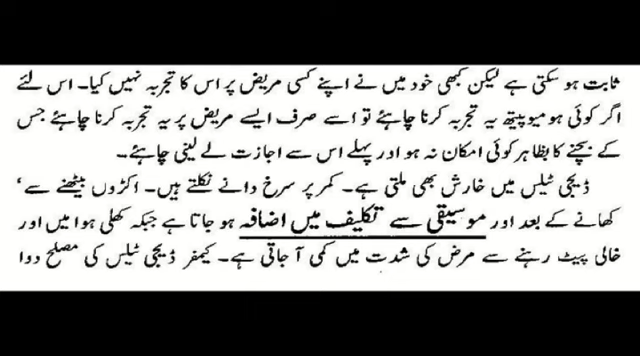 ثابت ہو سکتی ہے لیکن کبھی خود میں نے اپنے کسی مریض پر اس کا تجربہ نہیں کیا۔ اس لئے
اگر کوئی ہومیوپیتھ یہ تجربہ کرنا چاہئے تو اسے صرف ایسے مریض پر یہ تجربہ کرنا چاہئے جس
کے بچنے کا بظاہر کوئی امکان نہ ہو اور پہلے اس سے اجازت لے لینی چاہئے۔
ڈیجی ٹیلس میں خارش بھی ملتی ہے۔ کمر پر سرخ دانے نکلتے ہیں۔ اکڑوں بیٹھنے سے،
کھانے کے بعد اور موسیقی سے تکلیف میں اضافہ ہو جاتا ہے جبکہ کھلی ہوا میں اور
خالی پیٹ رہنے سے مرض کی شدت میں کمی آ جاتی ہے۔ کیمفر ڈیجی ٹیلس کی مصلح دوا